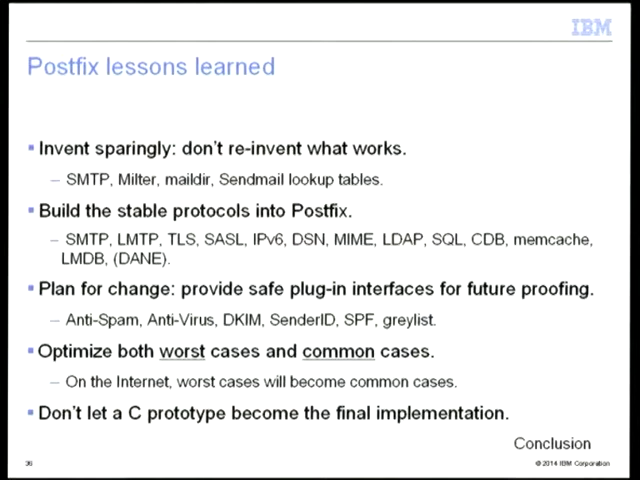 IBM
Postfix lessons learned
▪ Invent sparingly: don't re-invent what works.
– SMTP, Milter, maildir, Sendmail lookup tables.
▪ Build the stable protocols into Postfix.
– SMTP, LMTP, TLS, SASL, IPv6, DSN, MIME, LDAP, SQL, CDB, memcache,
LMDB, (DANE).
▪ Plan for change: provide safe plug-in interfaces for future proofing.
– Anti-Spam, Anti-Virus, DKIM, SenderID, SPF, greylist.
▪ Optimize both worst cases and common cases.
– On the Internet, worst cases will become common cases.
▪ Don't let a C prototype become the final implementation.
Conclusion
36
© 2014 IBM Corporation